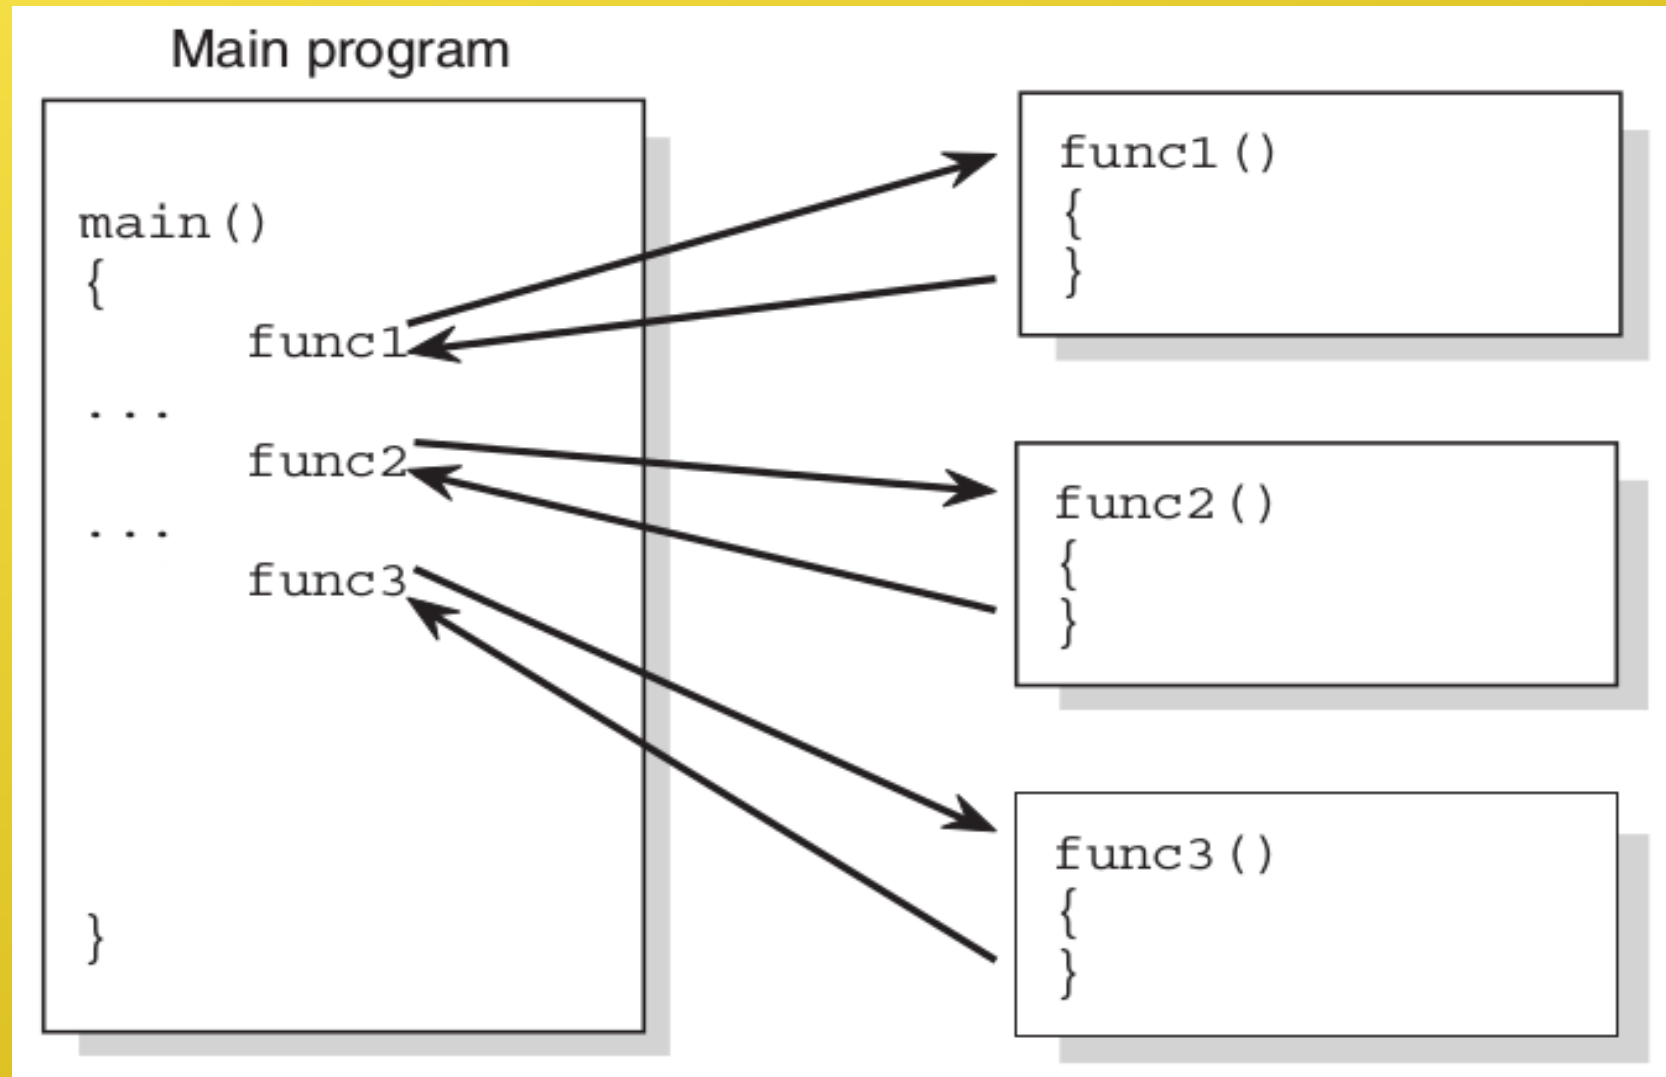 Main program
main()
{
func1
...
func2
...
func3
}
func1()
{
}
func2()
{
}
func3()
{
}